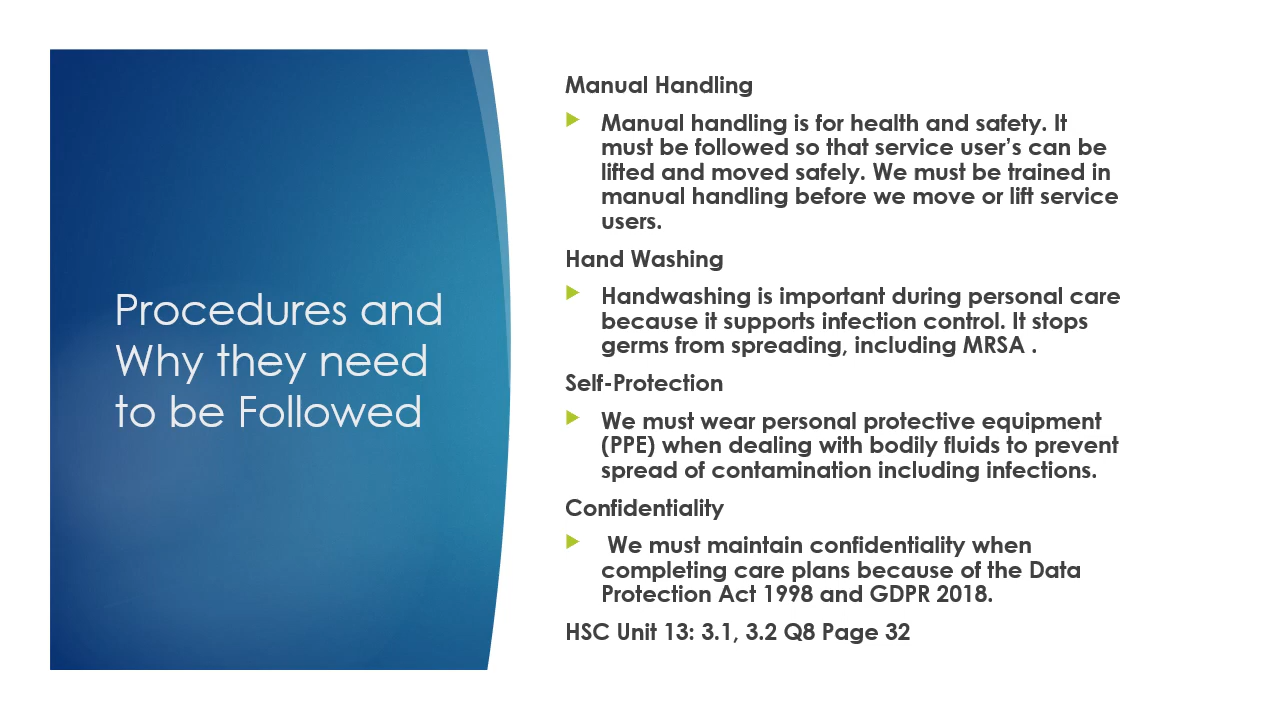 Procedures and
Why they need
to be Followed
Manual Handling
Manual handling is for health and safety. It
must be followed so that service user’s can be
lifted and moved safely. We must be trained in
manual handling before we move or lift service
users.
Hand Washing
Handwashing is important during personal care
because it supports infection control. It stops
germs from spreading, including MRSA .
Self-Protection
We must wear personal protective equipment
(PPE) when dealing with bodily fluids to prevent
spread of contamination including infections.
Confidentiality
We must maintain confidentiality when
completing care plans because of the Data
Protection Act 1998 and GDPR 2018.
HSC Unit 13: 3.1, 3.2 Q8 Page 32